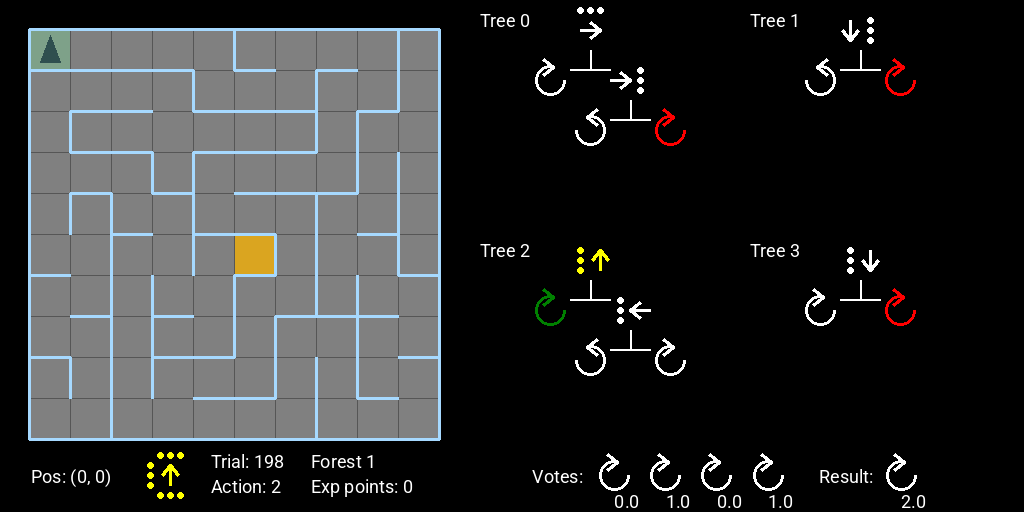 Tree 0
Tree 1
Tree 2
Tree 3
Pos: (0, 0)
Trial: 198
Forest 1
Action: 2
Exp points: 0
Votes:
0.0
1.0
0.0
1.0
Result:
2.0